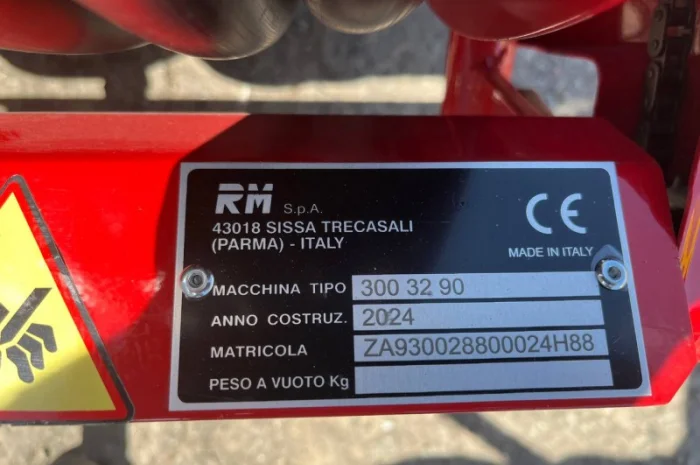 RM S.p.A.
43018 SISSA TRECASALI
(PARMA) - ITALY
CE
MADE IN ITALY
MACCHINA TIPO 300 32 90
ANNO COSTRUZ. 2024
MATRICOLA ZA930028800024H88
PESO A VUOTO Kg